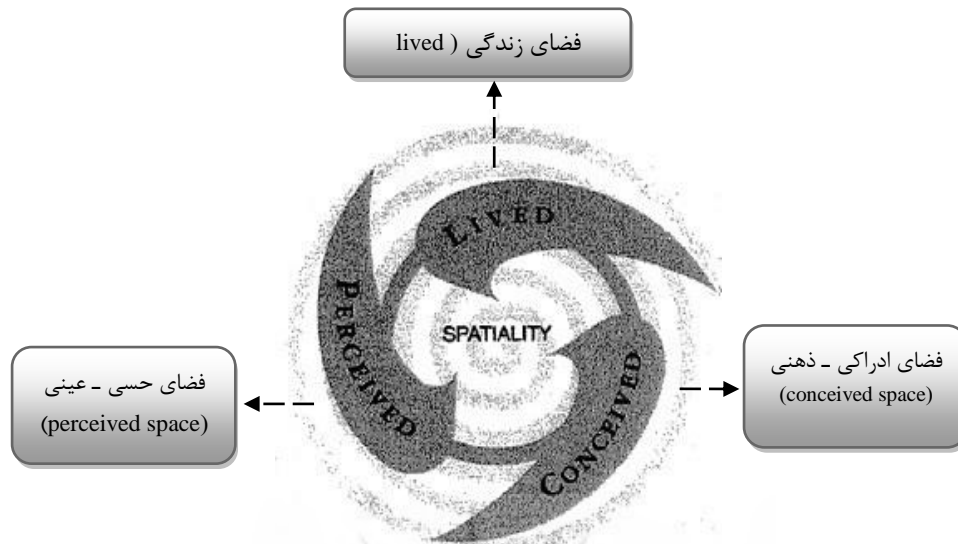 فضای زندگی ( lived
LIVED
PERCEIVED
SPATIALITY
CONCEIVED
فضای حسی ـ عینی
(perceived space)
فضای ادراکی ـ ذهنی
(conceived space)